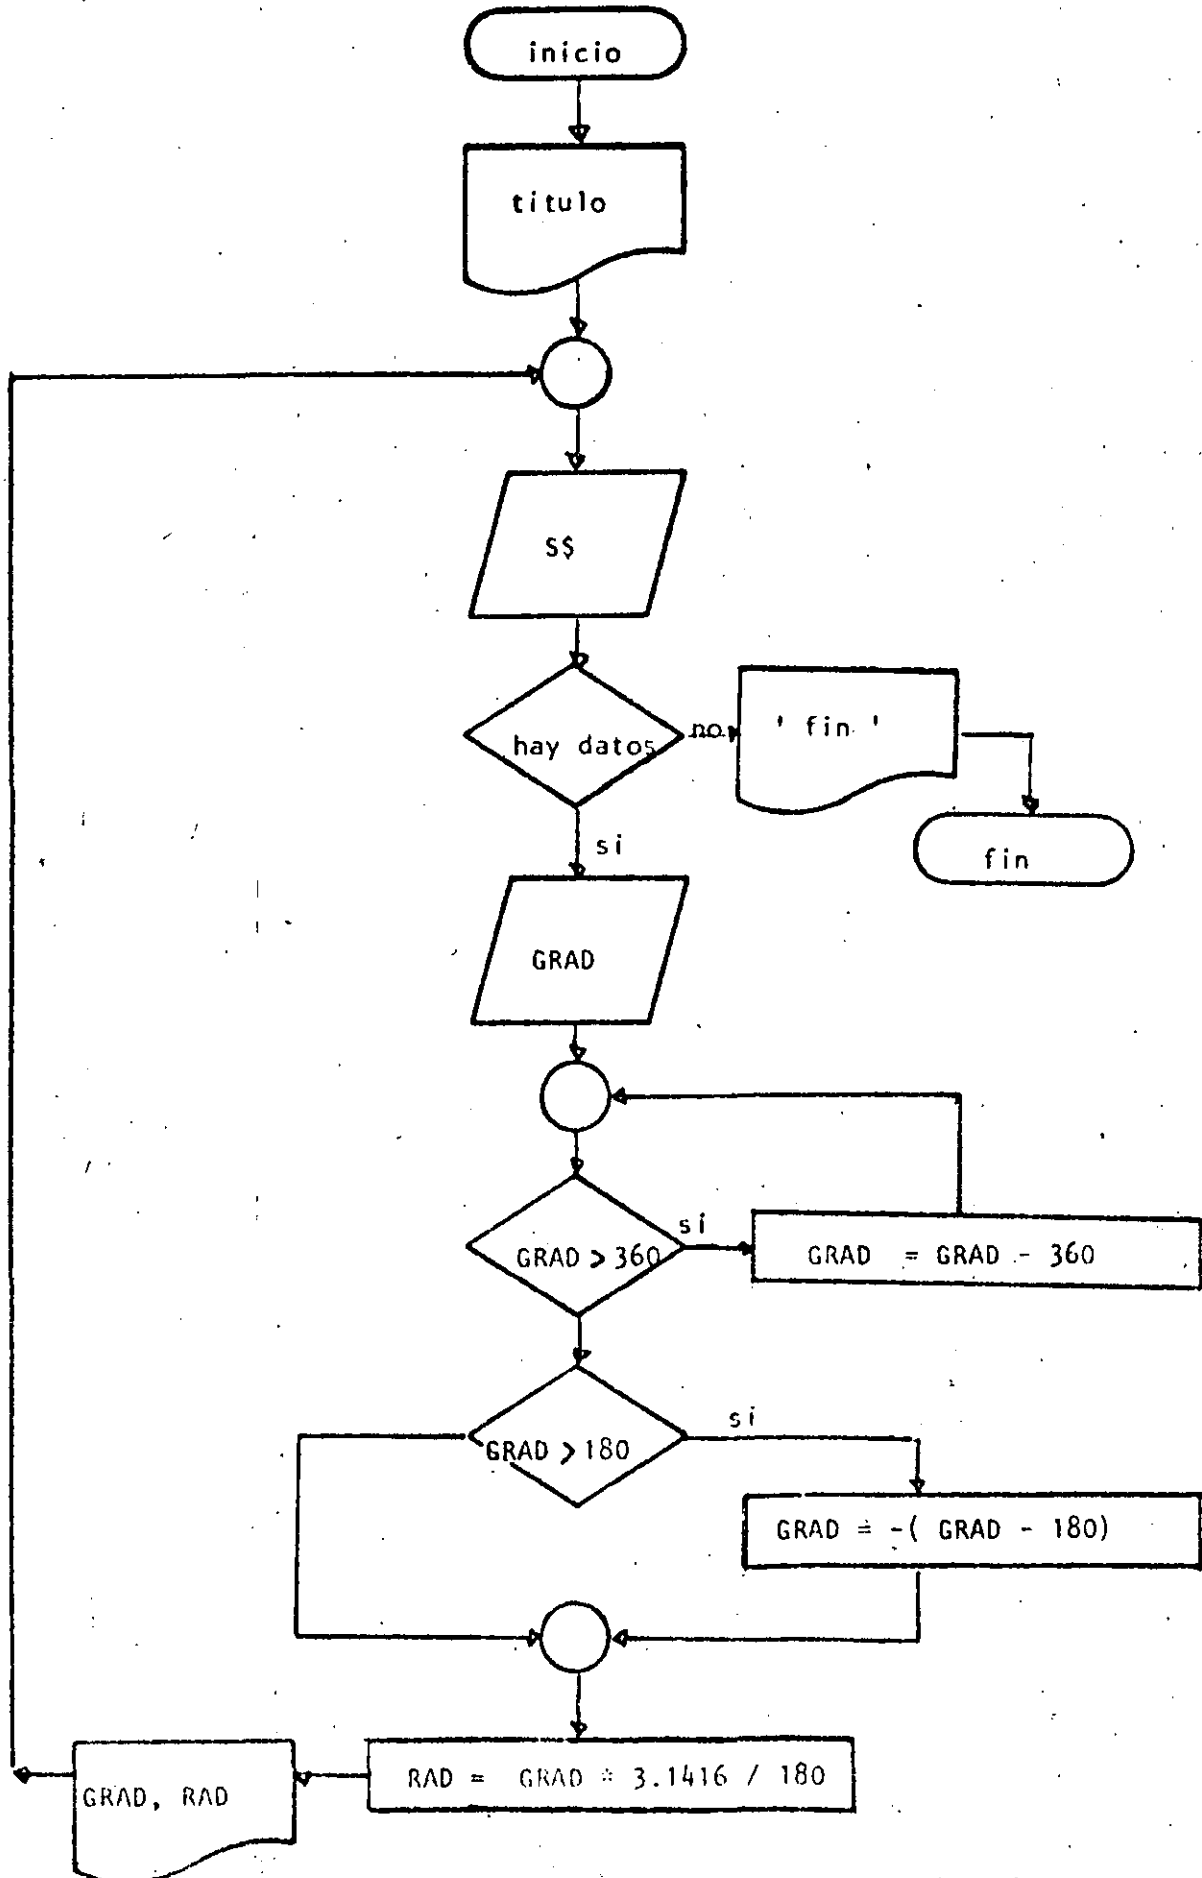 inicio
titulo
S$
hay datos
no
' fin '
fin
si
GRAD
GRAD > 360
si
GRAD = GRAD - 360
GRAD > 180
si
GRAD = -( GRAD - 180)
RAD = GRAD * 3.1416 / 180
GRAD, RAD